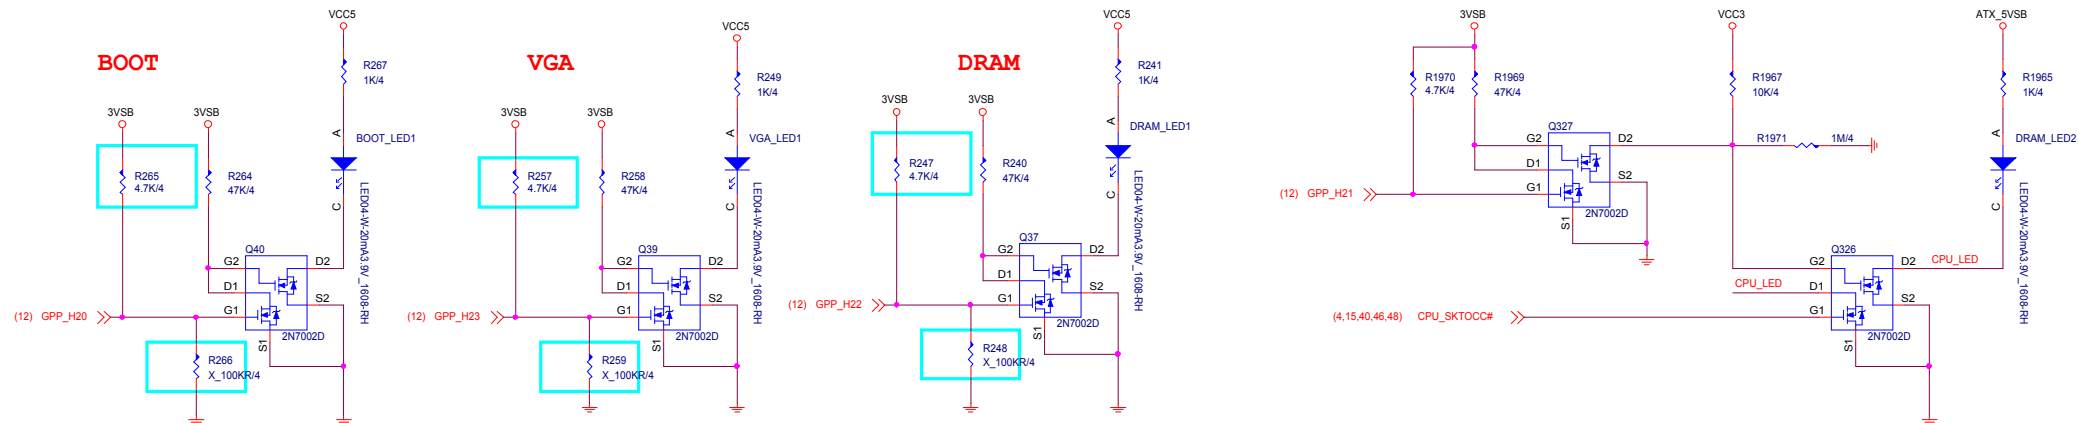 BOOT
VCC5
R267
1K/4
3VSB
3VSB
R265
4.7K/4
R264
47K/4
A
BOOT_LED1
C
LED04-W-20mA3.9V_1608-RH
Q40
G2
D2
D1
S2
(12) GPP_H20
G1
S1
2N7002D
R266
X_100KR/4
VGA
VCC5
R249
1K/4
3VSB
3VSB
R257
4.7K/4
R258
47K/4
A
VGA_LED1
C
LED04-W-20mA3.9V_1608-RH
Q39
G2
D2
D1
S2
(12) GPP_H23
G1
S1
2N7002D
R259
X_100KR/4
DRAM
VCC5
R241
1K/4
3VSB
3VSB
R247
4.7K/4
R240
47K/4
A
DRAM_LED1
C
LED04-W-20mA3.9V_1608-RH
Q37
G2
D2
D1
S2
(12) GPP_H22
G1
S1
2N7002D
R248
X_100KR/4
3VSB
VCC3
ATX_5VSB
R1970
4.7K/4
R1969
47K/4
R1967
10K/4
R1965
1K/4
Q327
G2
D2
D1
S2
(12) GPP_H21
G1
S1
2N7002D
R1971
1M/4
A
DRAM_LED2
C
LED04-W-20mA3.9V_1608-RH
Q326
G2
D2
CPU_LED
CPU_LED
D1
S2
(4,15,40,46,48) CPU_SKTOCC#
G1
S1
2N7002D